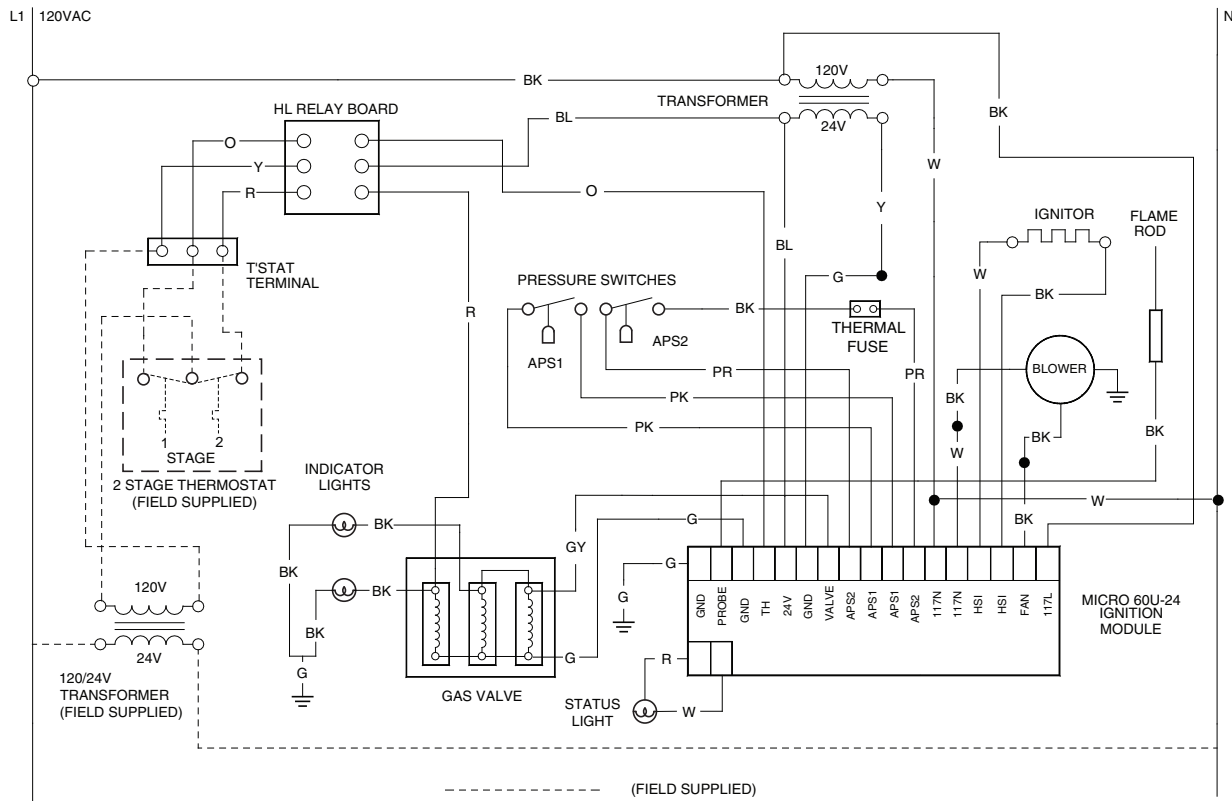 L1 120VAC N
BK
120V
TRANSFORMER
24V
HL RELAY BOARD
BL
BK
O
Y
R
O
W
Y
IGNITOR
FLAME
ROD
BL
T'STAT
TERMINAL
PRESSURE SWITCHES
G
W
BK
R
BK
APS1
APS2
THERMAL
FUSE
BLOWER
PR
PR
PK
BK
PK
BK
BK
W
1 2
STAGE
2 STAGE THERMOSTAT
(FIELD SUPPLIED)
INDICATOR
LIGHTS
W
BK
G
BK
GY
BK
BK
BK
G
G
G
GND
PROBE
GND
TH
24V
GND
VALVE
APS2
APS1
APS1
APS2
117N
117N
HSI
HSI
FAN
117L
MICRO 60U-24
IGNITION
MODULE
120V
24V
120/24V
TRANSFORMER
(FIELD SUPPLIED)
G
G
GAS VALVE
R
STATUS
LIGHT
W
(FIELD SUPPLIED)